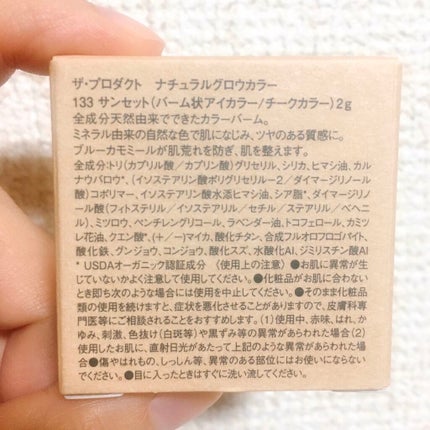 ザ・プロダクト ナチュラルグロウカラー
133 サンセット(バーム状アイカラー/チークカラー)2g
全成分天然由来でできたカラーバーム。
ミネラル由来の自然な色で肌になじみ、ツヤのある質感に。
ブルーカモミールが肌荒れを防ぎ、肌を整えます。
全成分:トリ(カプリル酸/カプリン酸)グリセリル、シリカ、ヒマシ油、カル
ナウバロウ*、(イソステアリン酸ポリグリセリル-2/ダイマージリノール
酸)コポリマー、イソステアリン酸水添ヒマシ油、シア脂*、ダイマージリノ
ール酸(フィトステリル/イソステアリル/セチル/ステアリル/ベヘニ
ル)、ミツロウ、ペンチレングリコール、ラベンダー油、トコフェロール、カミツ
レ花油、クエン酸*、(+/-)マイカ、酸化チタン、合成フルオロフロゴパイト、
酸化鉄、グンジョウ、コンジョウ、酸化スズ、水酸化Al、ジミリスチン酸Al
* USDAオーガニック認証成分 〈使用上の注意〉●お肌に異常が生
じていないかよく注意して使用してください。●化粧品がお肌に合わない
とき即ち次のような場合には使用を中止してください。●そのまま化粧品
類の使用を続けますと、症状を悪化させることがありますので、皮膚科専
門医等にご相談されることをおすすめします。(1)使用中、赤味、はれ、か
ゆみ、刺激、色抜け(白斑等)や黒ずみ等の異常があらわれた場合(2)
使用したお肌に、直射日光があたって上記のような異常があらわれた場
合●傷やはれもの、しっしん等、異常のある部位にはお使いにならない
でください。●目に入ったときはすぐに洗い流してください。